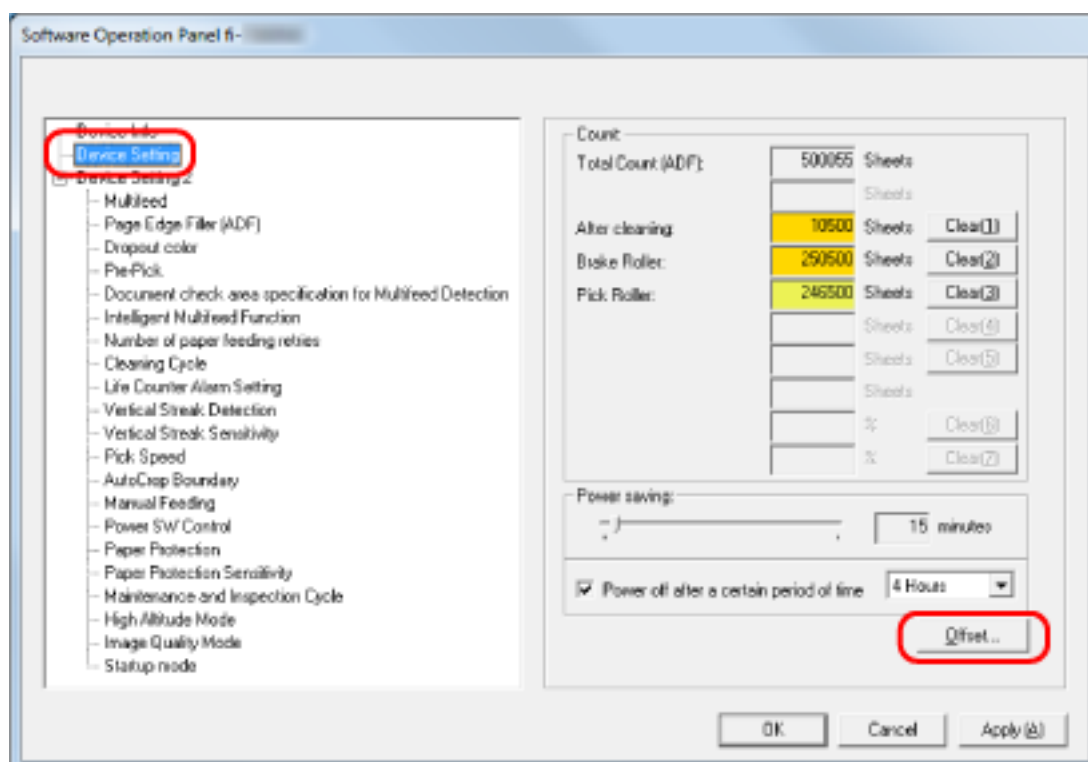 Software Operation Panel fi-
Device Info
Device Setting
Device Setting 2
Multifeed
Page Edge Filler (ADF)
Dropout color
Pre-Pick
Document check area specification for Multifeed Detection
Intelligent Multifeed Function
Number of paper feeding retries
Cleaning Cycle
Life Counter Alarm Setting
Vertical Streak Detection
Vertical Streak Sensitivity
Pick Speed
AutoCrop Boundary
Manual Feeding
Power SW Control
Paper Protection
Paper Protection Sensitivity
Maintenance and Inspection Cycle
High Altitude Mode
Image Quality Mode
Startup mode
Count
Total Count (ADF): 500055 Sheets
Sheets
After cleaning: 10500 Sheets Clear(1)
Brake Roller: 250500 Sheets Clear(2)
Pick Roller: 246500 Sheets Clear(3)
Sheets Clear(4)
Sheets Clear(5)
Sheets
% Clear(6)
% Clear(7)
Power saving:
15 minutes
Power off after a certain period of time 4 Hours
Offset...
OK Cancel Apply (A)